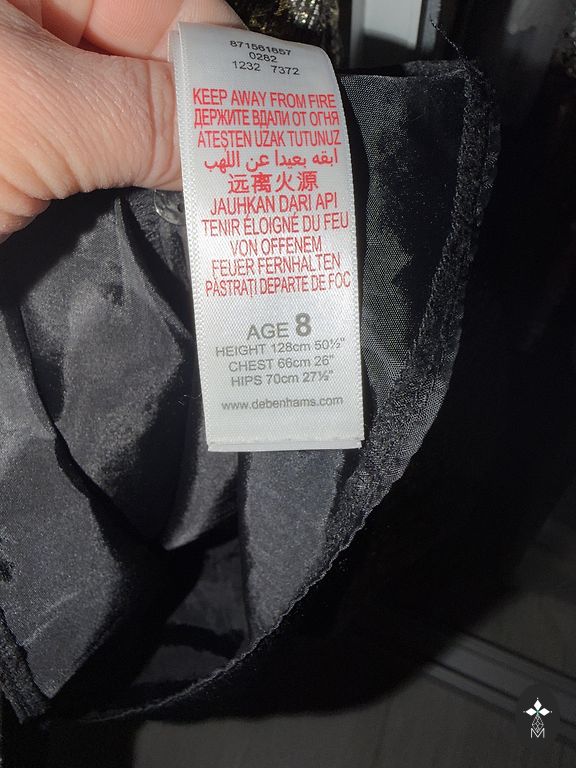 871561657
0282
1232 7372
KEEP AWAY FROM FIRE
ДЕРЖИТЕ ВДАЛИ ОТ ОГНЯ
ATEŞTEN UZAK TUTUNUZ
ابقه بعيدا عن اللهب
远离火源
JAUHKAN DARI API
TENIR ÉLOIGNÉ DU FEU
VON OFFENEM
FEUER FERNHALTEN
PĂSTRAȚI DEPARTE DE FOC
AGE 8
HEIGHT 128cm 50½"
CHEST 66cm 26"
HIPS 70cm 27½"
www.debenhams.com
M